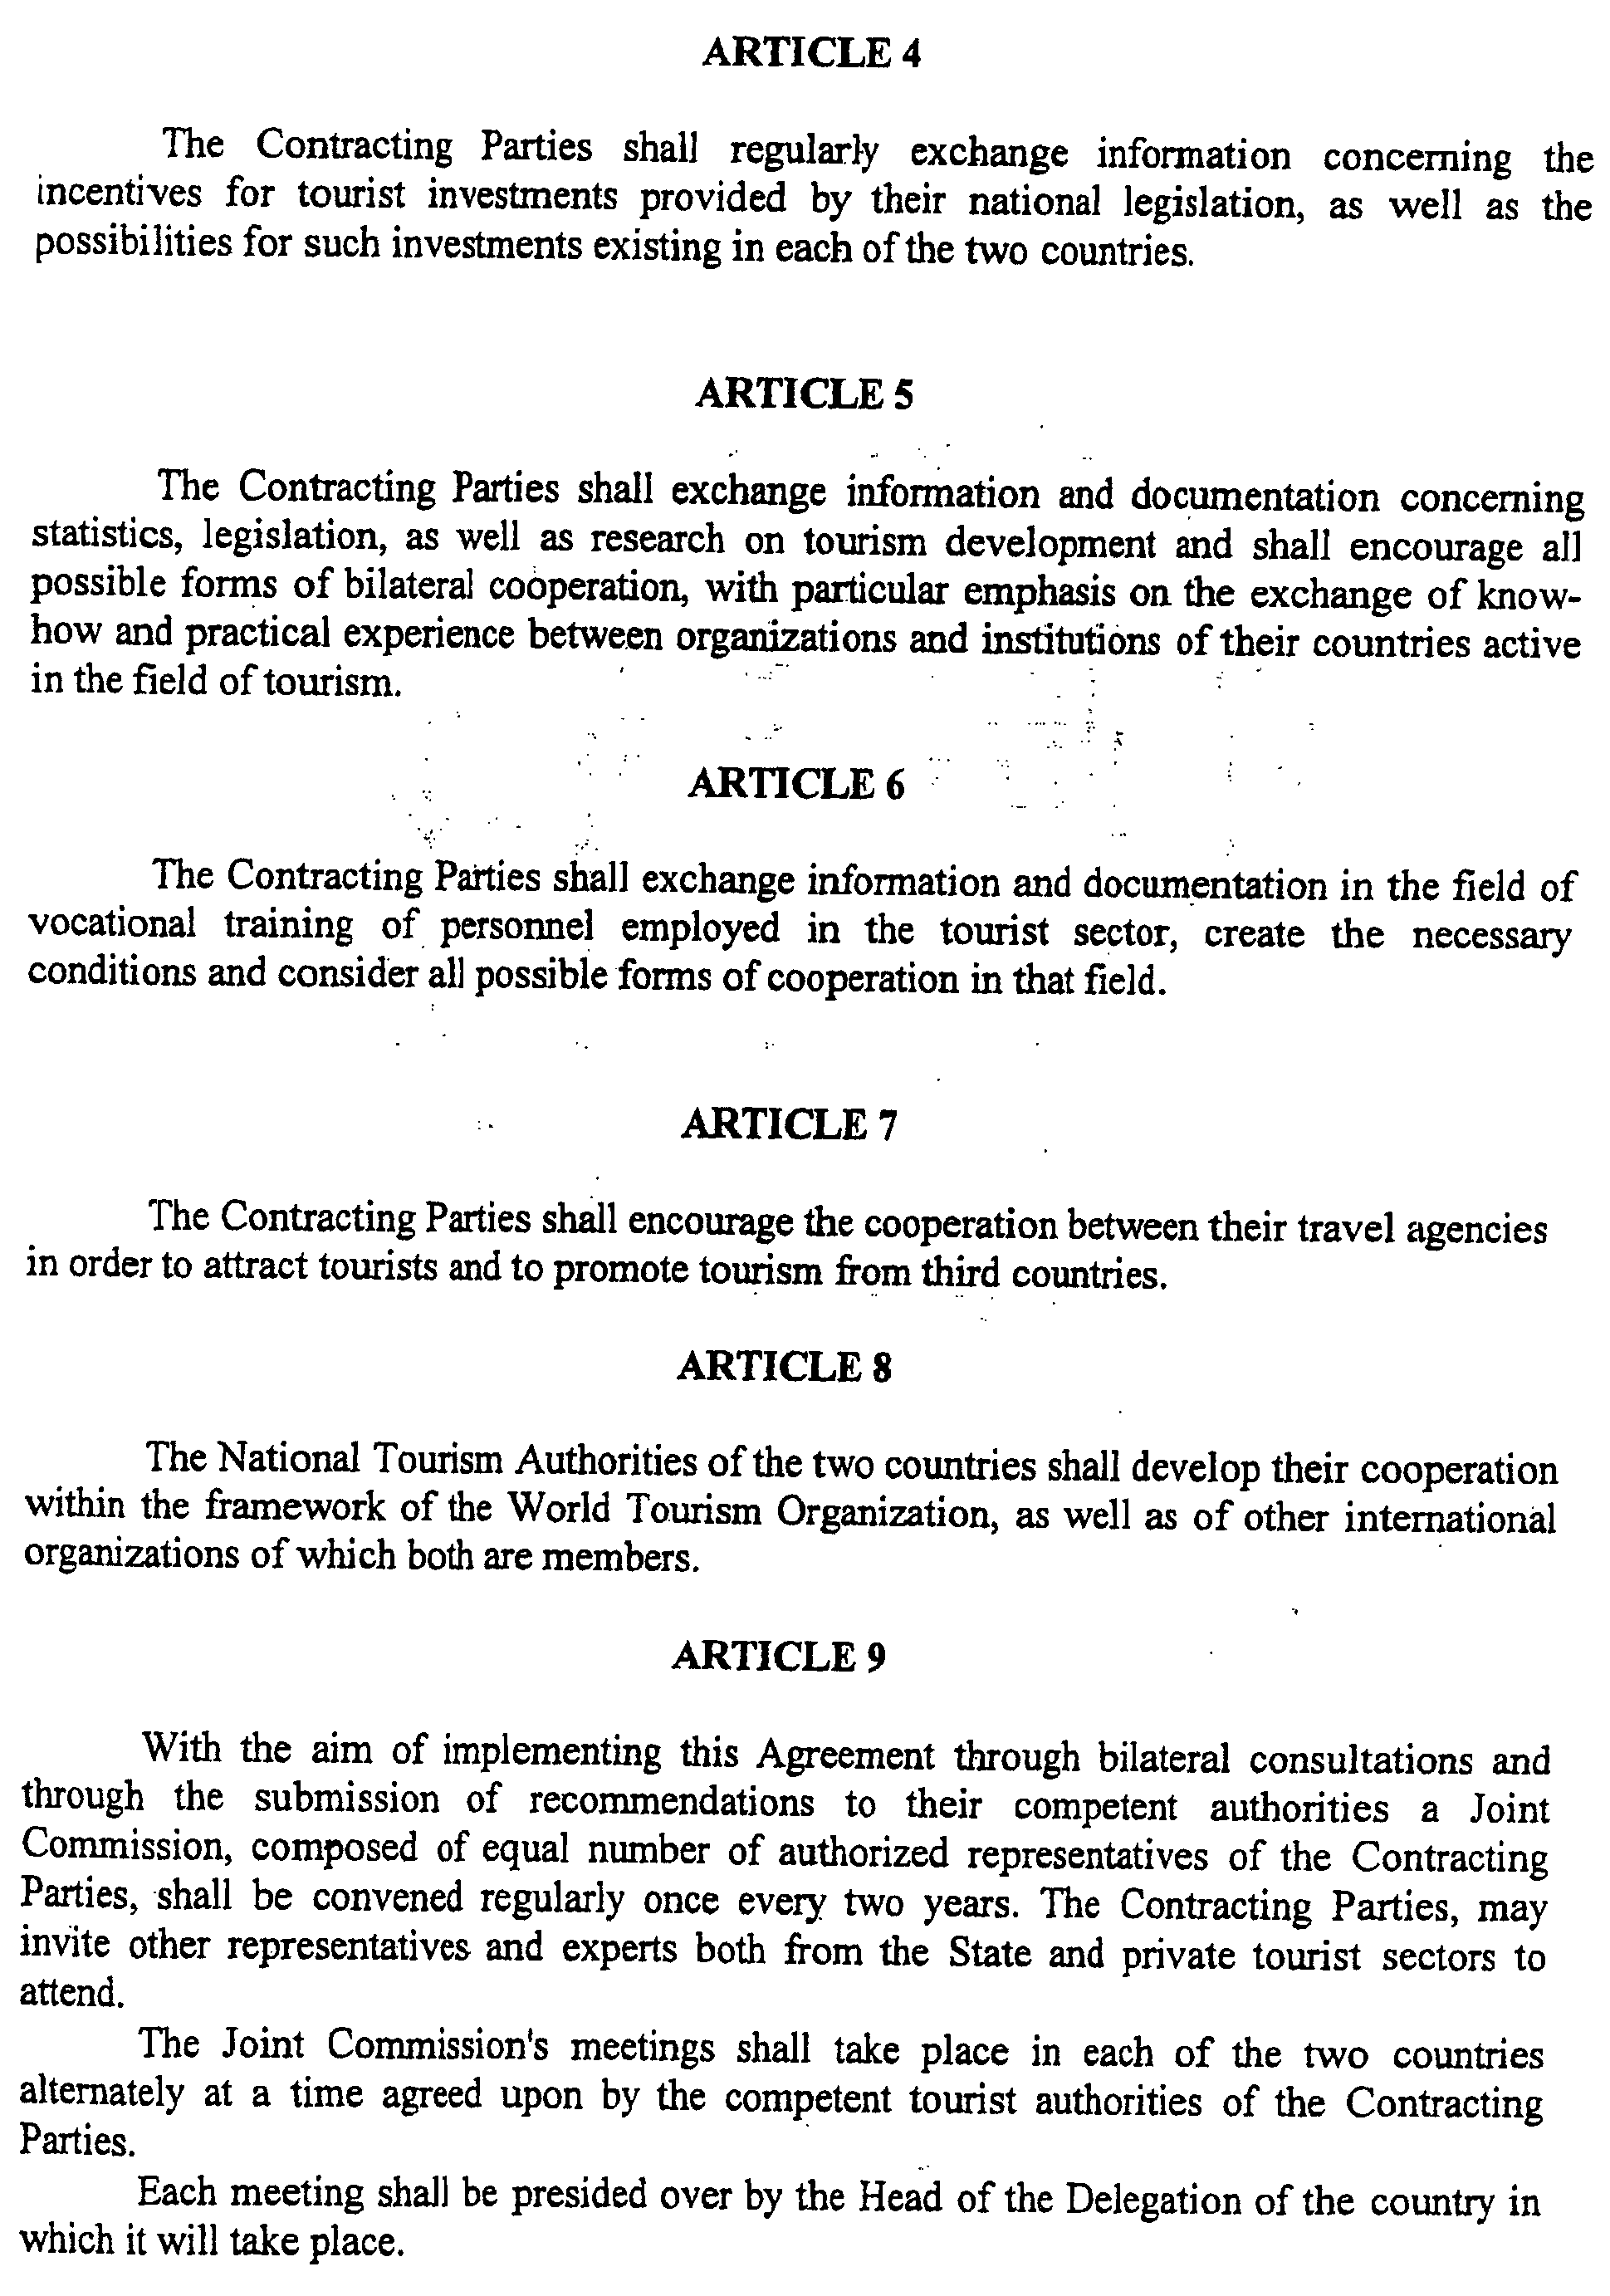 ARTICLE 4
The Contracting Parties shall regularly exchange information concerning the
incentives for tourist investments provided by their national legislation, as well as the
possibilities for such investments existing in each of the two countries.
ARTICLE 5
The Contracting Parties shall exchange information and documentation concerning
statistics, legislation, as well as research on tourism development and shall encourage all
possible forms of bilateral cooperation, with particular emphasis on the exchange of know-
how and practical experience between organizations and institutions of their countries active
in the field of tourism.
ARTICLE 6
The Contracting Parties shall exchange information and documentation in the field of
vocational training of personnel employed in the tourist sector, create the necessary
conditions and consider all possible forms of cooperation in that field.
ARTICLE 7
The Contracting Parties shall encourage the cooperation between their travel agencies
in order to attract tourists and to promote tourism from third countries.
ARTICLE 8
The National Tourism Authorities of the two countries shall develop their cooperation
within the framework of the World Tourism Organization, as well as of other international
organizations of which both are members.
ARTICLE 9
With the aim of implementing this Agreement through bilateral consultations and
through the submission of recommendations to their competent authorities a Joint
Commission, composed of equal number of authorized representatives of the Contracting
Parties, shall be convened regularly once every two years. The Contracting Parties, may
invite other representatives and experts both from the State and private tourist sectors to
attend.
The Joint Commission's meetings shall take place in each of the two countries
alternately at a time agreed upon by the competent tourist authorities of the Contracting
Parties.
Each meeting shall be presided over by the Head of the Delegation of the country in
which it will take place.